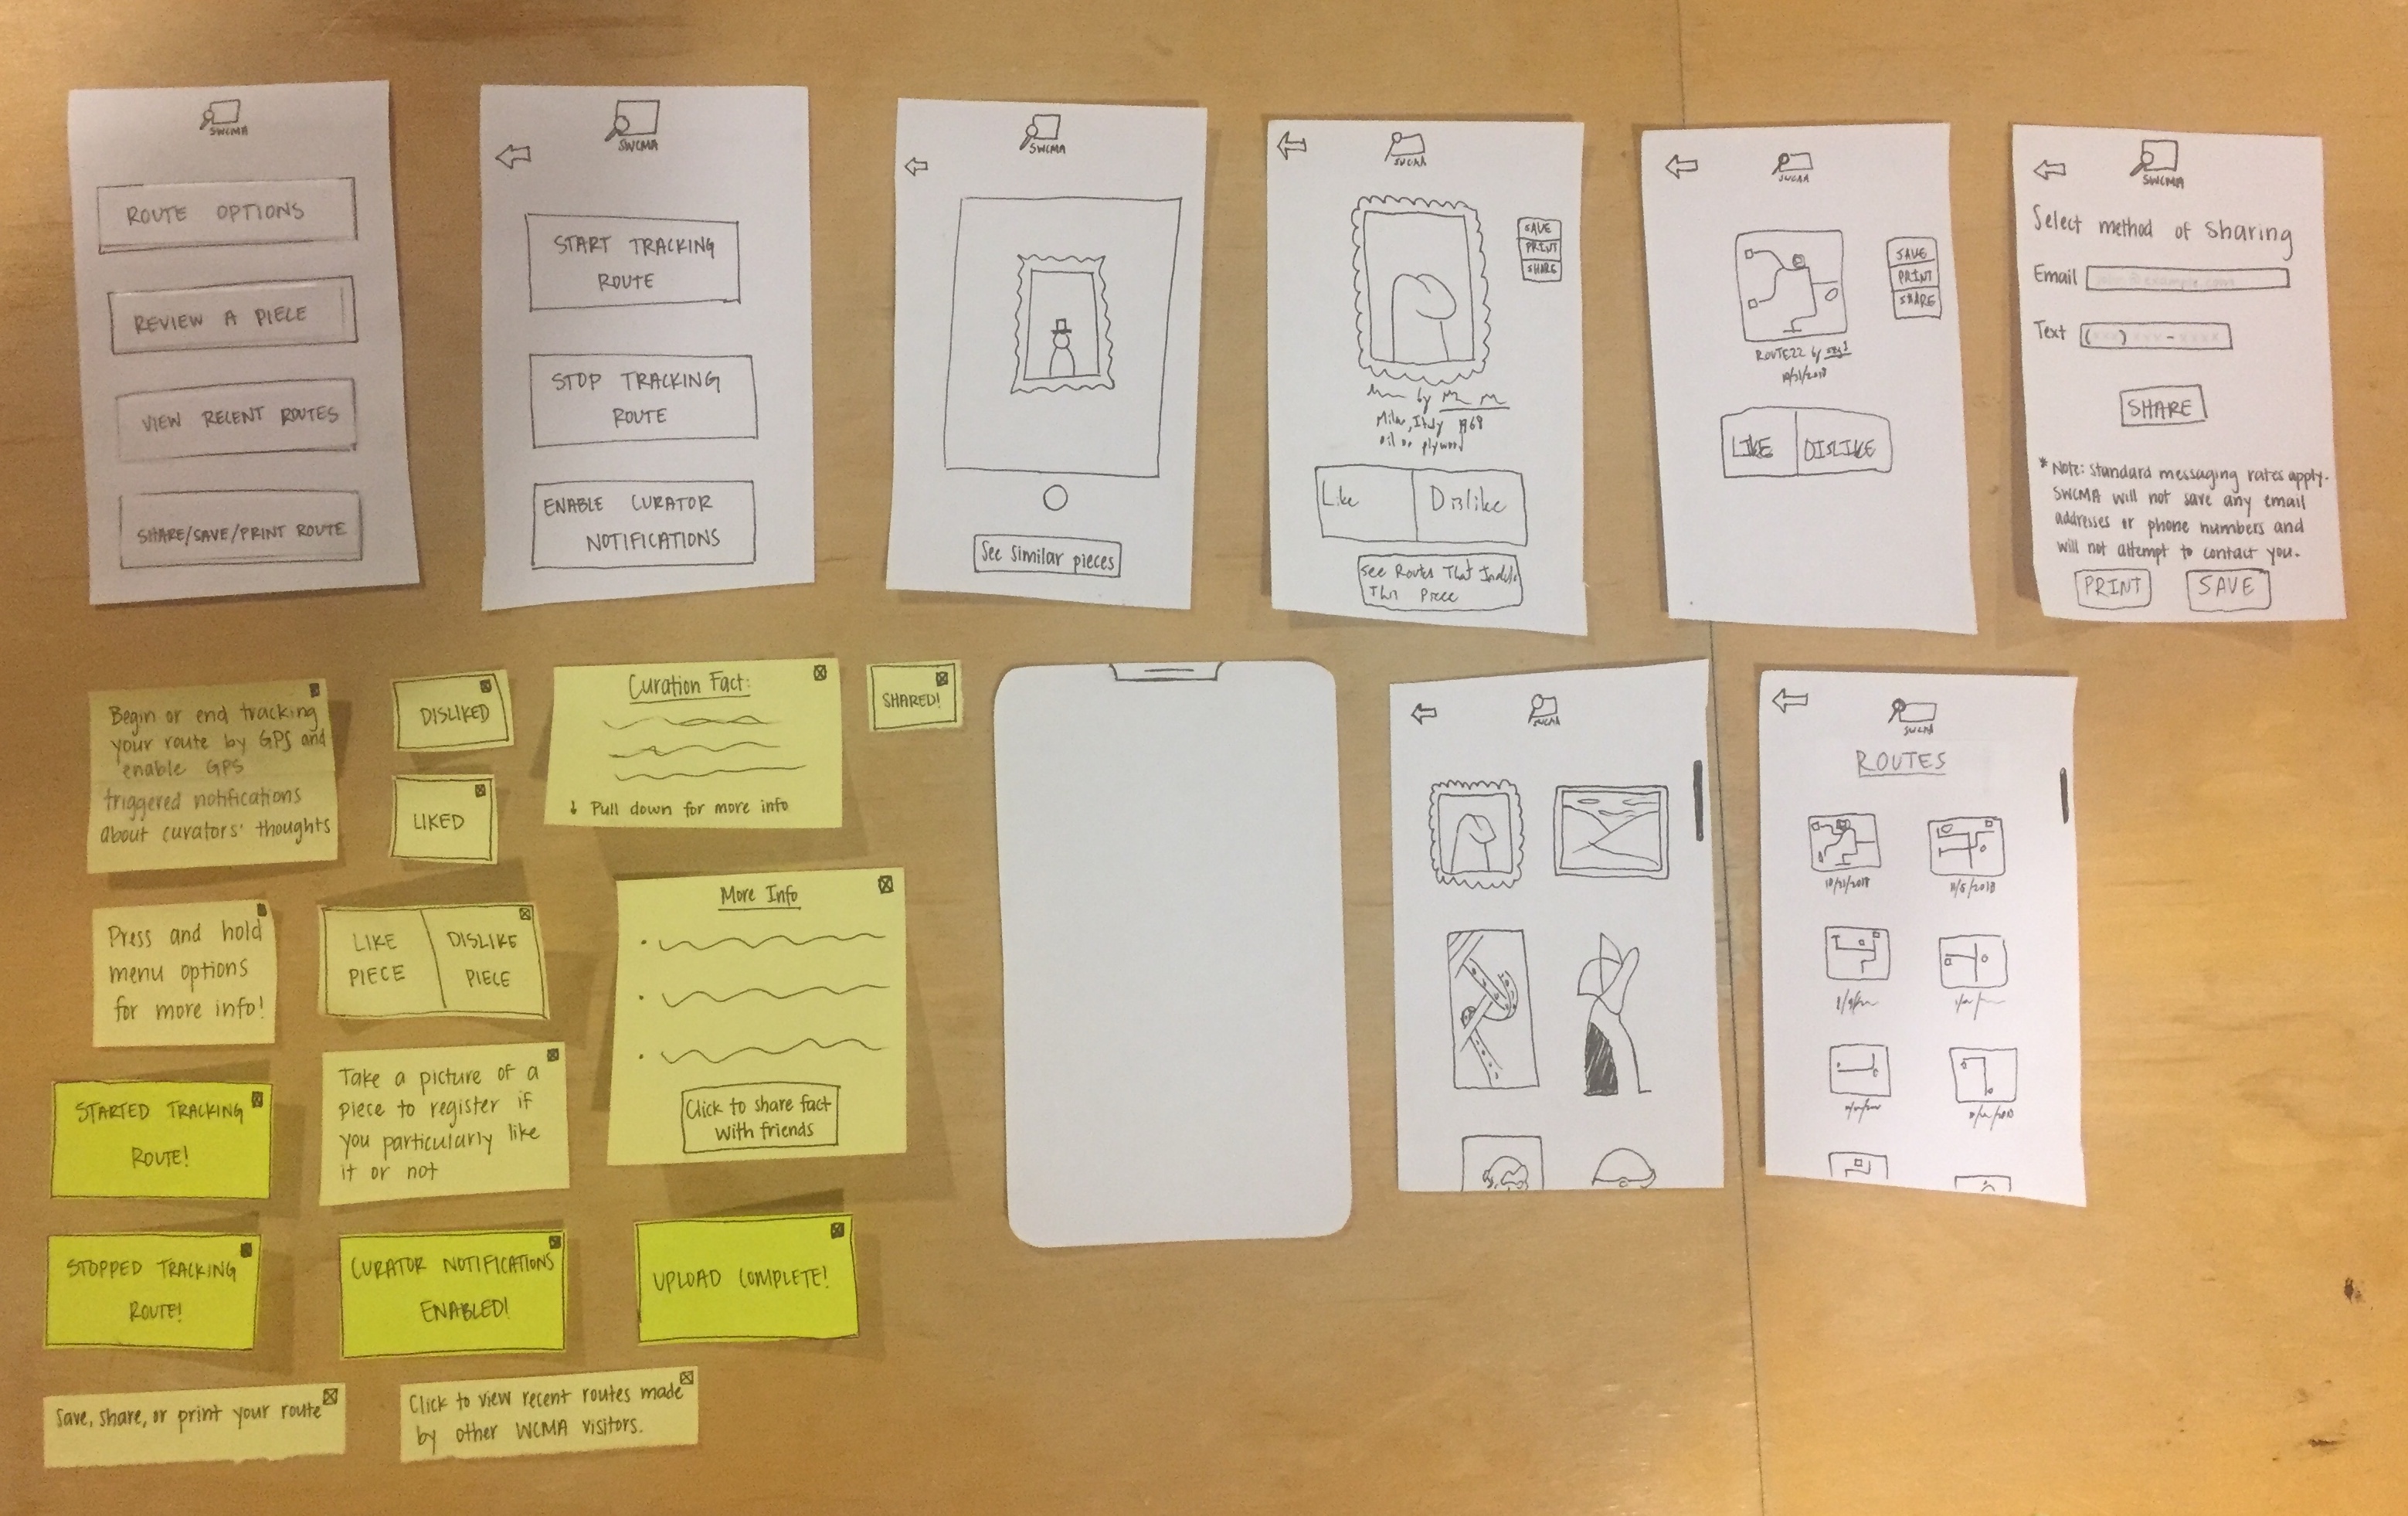 SWCMA
ROUTE OPTIONS
REVIEW A PIECE
VIEW RECENT ROUTES
SHARE/SAVE/PRINT ROUTE
SWCMA
START TRACKING
ROUTE
STOP TRACKING
ROUTE
ENABLE CURATOR
NOTIFICATIONS
SWCMA
See similar pieces
SWCMA
SAVE
PRINT
SHARE
by
Milan, Italy 1968
oil on plywood
Like
Dislike
See Routes That Include
This Piece
SWCMA
SAVE
PRINT
SHARE
ROUTE22 by
10/31/2018
LIKE
DISLIKE
SWCMA
Select method of Sharing
Email
Text ( ) -
SHARE
* Note: Standard messaging rates apply.
SWCMA will not save any email
addresses or phone numbers and
will not attempt to contact you.
PRINT
SAVE
Begin or end tracking
your route by GPS and
enable GPS
triggered notifications
about curators' thoughts
DISLIKED
LIKED
Curation Fact:
↓ Pull down for more info
SHARED!
Press and hold
menu options
for more info!
LIKE
PIECE
DISLIKE
PIECE
More Info
Click to share fact
with friends
STARTED TRACKING
ROUTE!
Take a picture of a
piece to register if
you particularly like
it or not
STOPPED TRACKING
ROUTE!
CURATOR NOTIFICATIONS
ENABLED!
UPLOAD COMPLETE!
Save, share, or print your route
Click to view recent routes made
by other WCMA visitors.
SWCMA
SWCMA
ROUTES
10/31/2018
11/5/2018